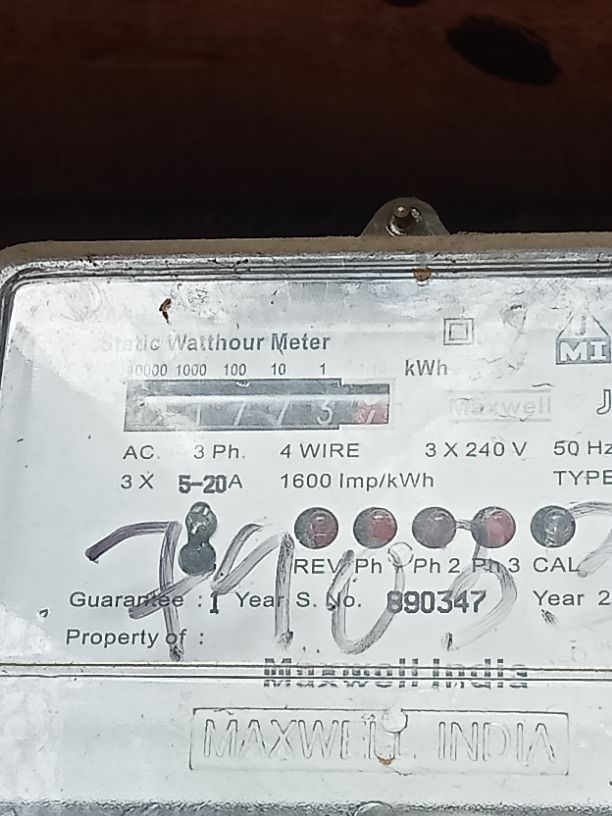 Static Watthour Meter
10000 1000 100 10 1 1/10 kWh
MI
Maxwell
AC. 3 Ph. 4 WIRE 3 X 240 V 50 Hz
3 X 5-20A 1600 Imp/kWh TYPE
REV Ph 1 Ph 2 Ph 3 CAL
Guarantee : 1 Year S. No. 890347 Year 2
Property of :
Maxwell India
MAXWELL INDIA